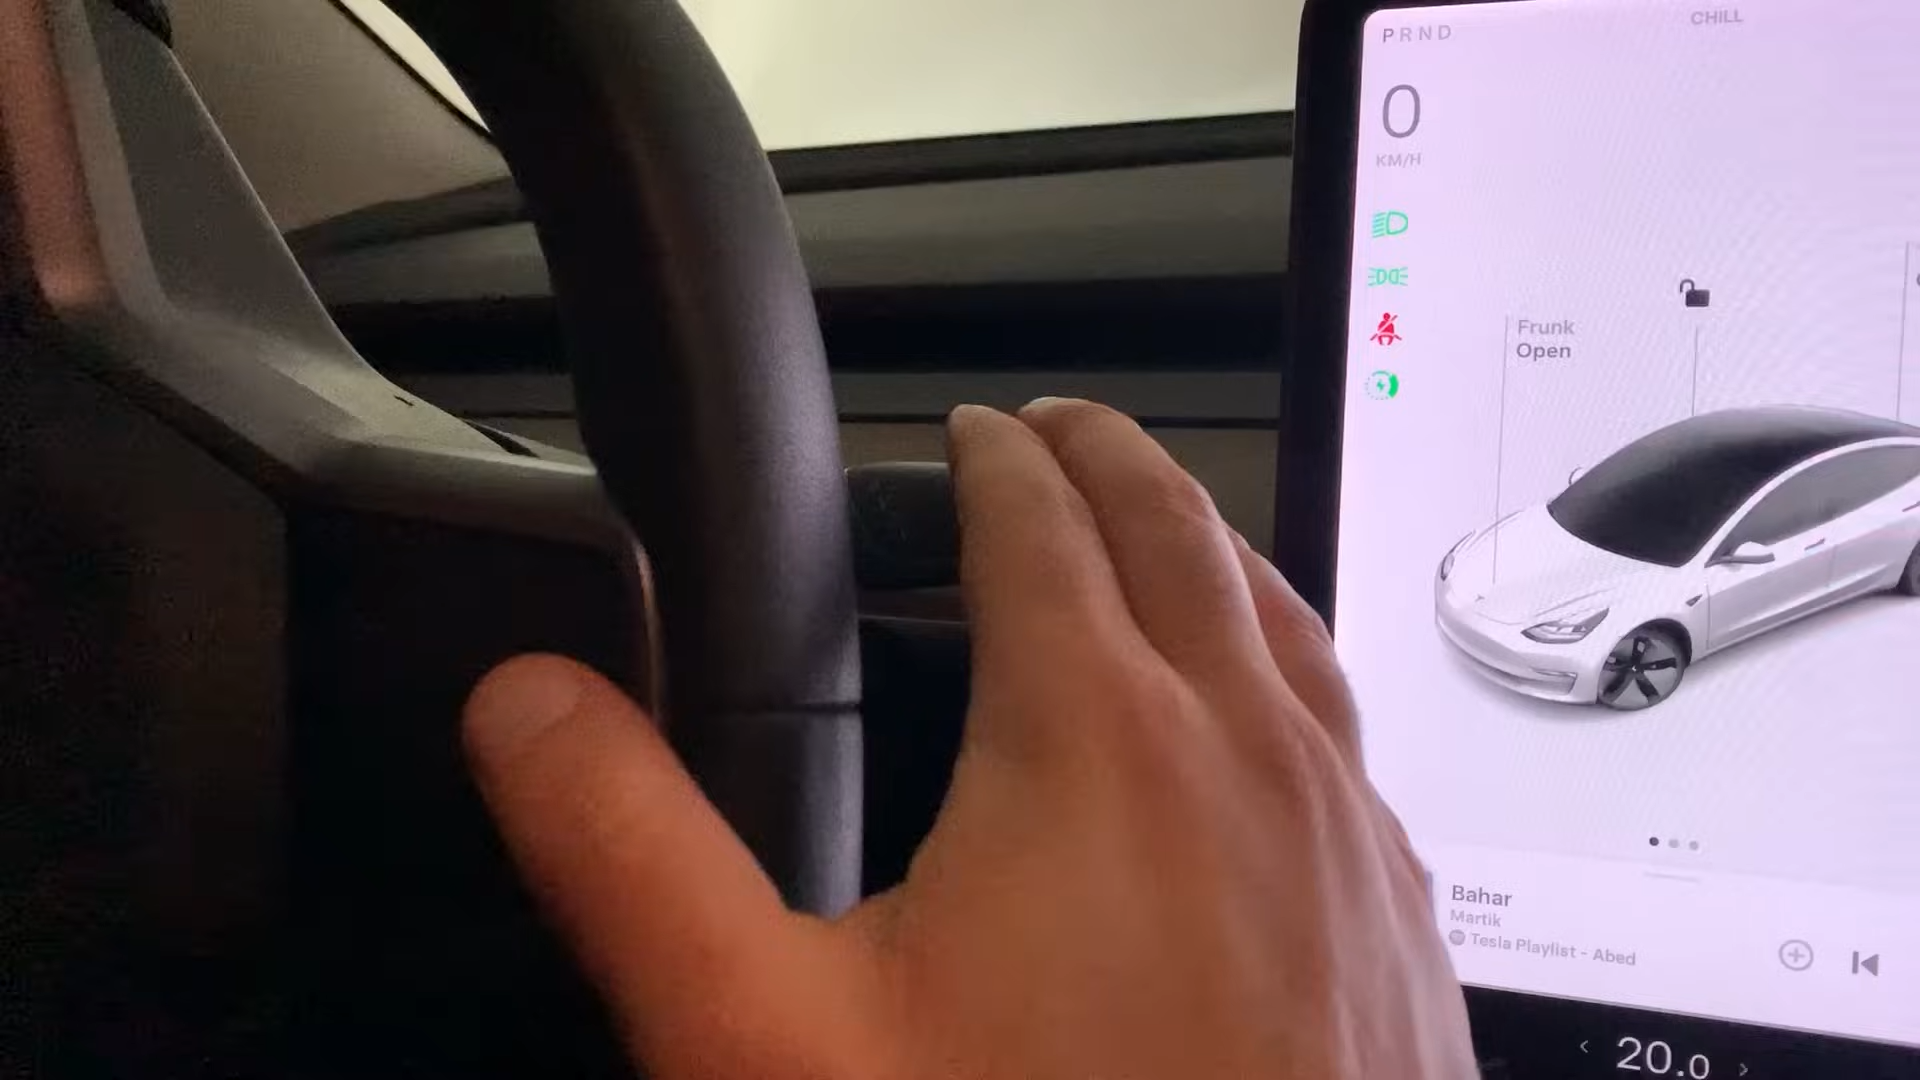 PRND
CHILL
0
KM/H
Frunk
Open
Bahar
Martik
Tesla Playlist - Abed
20.0